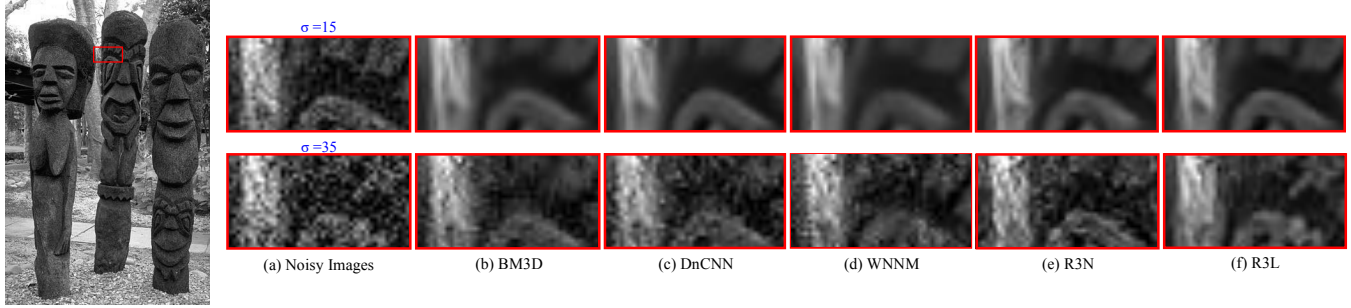 σ =15
σ =35
(a) Noisy Images
(b) BM3D
(c) DnCNN
(d) WNNM
(e) R3N
(f) R3L